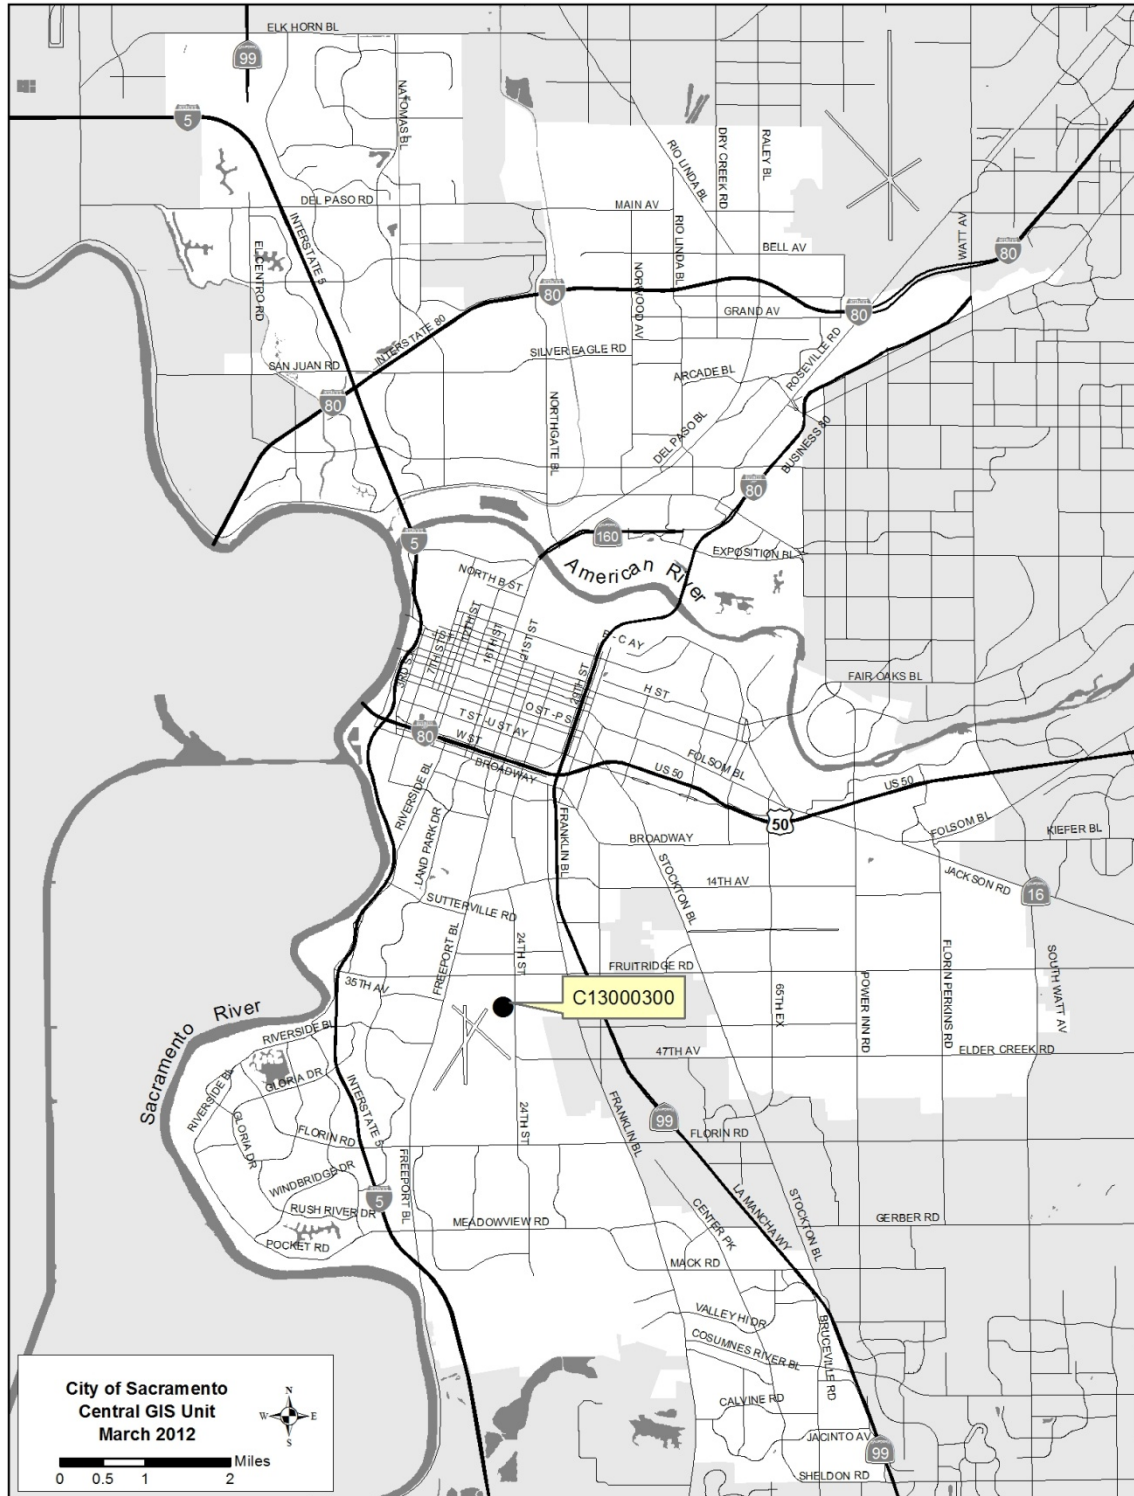 ELK HORN BL
99
NATOMAS BL
5
RIO LINDA BL
DRY CREEK RD
RALEY BL
DEL PASO RD
MAIN AV
INTERSTATE 5
EL CENTRO RD
RIO LINDA BL
BELL AV
WATT AV
80
NORWOOD AV
80
GRAND AV
80
INTERSTATE 80
SILVER EAGLE RD
ROSEVILLE RD
SAN JUAN RD
ARCADE BL
80
NORTHGATE BL
DEL PASO BL
BUSINESS 80
80
160
5
EXPOSITION BL
American River
NORTH B ST
12TH ST
16TH ST
21ST ST
7TH ST
3RD ST
B - C AY
29TH ST
H ST
FAIR OAKS BL
O ST - P ST
T ST - U ST AY
W ST
80
BROADWAY
FOLSOM BL
US 50
US 50
50
RIVERSIDE BL
LAND PARK DR
FRANKLIN BL
BROADWAY
FOLSOM BL
KIEFER BL
STOCKTON BL
14TH AV
JACKSON RD
16
SUTTERVILLE RD
FREEPORT BL
24TH ST
FRUITRIDGE RD
35TH AV
C13000300
65TH EX
POWER INN RD
FLORIN PERKINS RD
SOUTH WATT AV
Sacramento River
RIVERSIDE BL
47TH AV
ELDER CREEK RD
GLORIA DR
RIVERSIDE BL
INTERSTATE 5
24TH ST
FRANKLIN BL
99
GLORIA DR
FLORIN RD
FLORIN RD
FREEPORT BL
WINDBRIDGE DR
5
RUSH RIVER DR
MEADOWVIEW RD
CENTER PK
LA MANCHA WY
STOCKTON BL
GERBER RD
POCKET RD
MACK RD
VALLEY HI DR
COSUMNES RIVER BL
BRUCEVILLE RD
CALVINE RD
JACINTO AV
99
SHELDON RD
City of Sacramento
Central GIS Unit
March 2012
N
W E
S
Miles
0 0.5 1 2